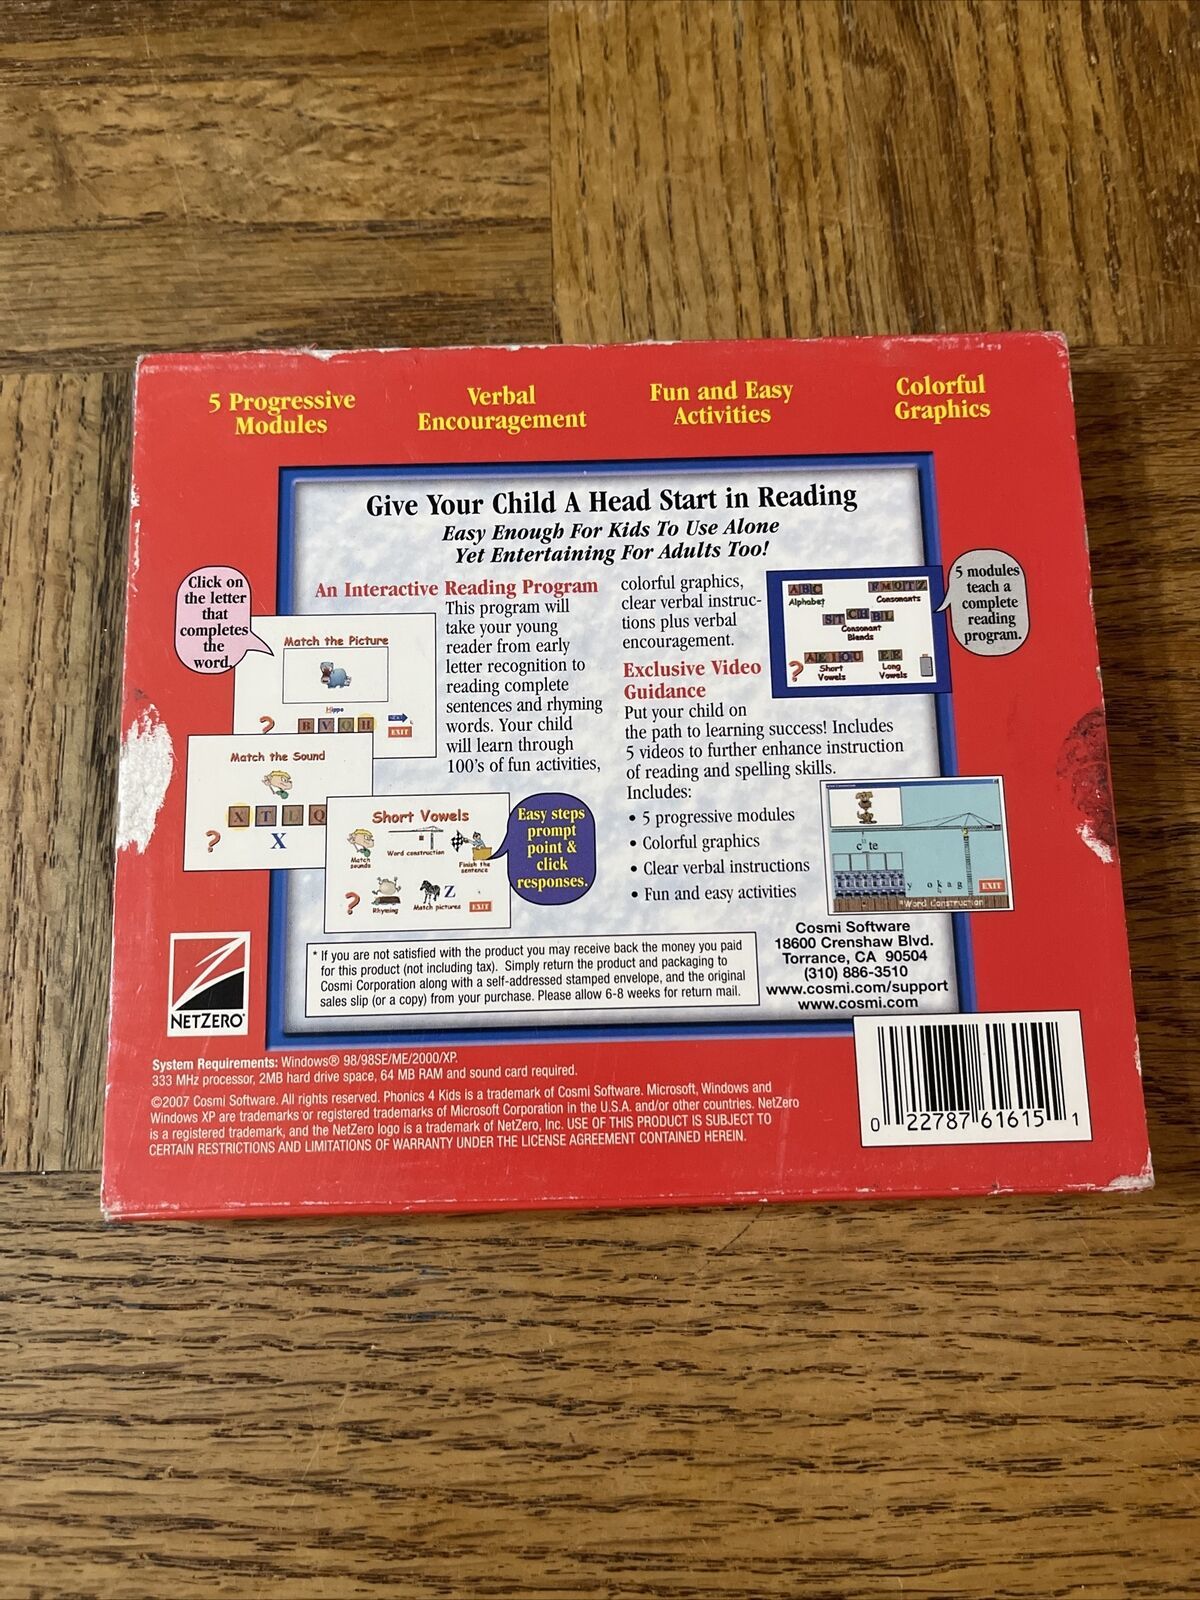 5 Progressive
Modules
Verbal
Encouragement
Fun and Easy
Activities
Colorful
Graphics
Give Your Child A Head Start in Reading
Easy Enough For Kids To Use Alone
Yet Entertaining For Adults Too!
Click on
the letter
that
completes
the
word.
An Interactive Reading Program
This program will
take your young
reader from early
letter recognition to
reading complete
sentences and rhyming
words. Your child
will learn through
100's of fun activities,
Match the Picture
Hippo
B V Q H
EXIT
Match the Sound
X T L Q
X
Short Vowels
Match
sounds
Word construction
Finish the
sentence
Rhyming
Match pictures
Z
EXIT
Easy steps
prompt
point &
click
responses.
colorful graphics,
clear verbal instruc-
tions plus verbal
encouragement.
Exclusive Video
Guidance
Put your child on
the path to learning success! Includes
5 videos to further enhance instruction
of reading and spelling skills.
Includes:
• 5 progressive modules
• Colorful graphics
• Clear verbal instructions
• Fun and easy activities
ABC
Alphabet
Consonants
ST CH BL
Consonant
Blends
AEIOU
Short
Vowels
EE
Long
Vowels
5 modules
teach a
complete
reading
program.
c te
y o k a g
EXIT
Word Construction
* If you are not satisfied with the product you may receive back the money you paid
for this product (not including tax). Simply return the product and packaging to
Cosmi Corporation along with a self-addressed stamped envelope, and the original
sales slip (or a copy) from your purchase. Please allow 6-8 weeks for return mail.
Cosmi Software
18600 Crenshaw Blvd.
Torrance, CA 90504
(310) 886-3510
www.cosmi.com/support
www.cosmi.com
NETZERO
System Requirements: Windows® 98/98SE/ME/2000/XP.
333 MHz processor, 2MB hard drive space, 64 MB RAM and sound card required.
©2007 Cosmi Software. All rights reserved. Phonics 4 Kids is a trademark of Cosmi Software. Microsoft, Windows and
Windows XP are trademarks or registered trademarks of Microsoft Corporation in the U.S.A. and/or other countries. NetZero
is a registered trademark, and the NetZero logo is a trademark of NetZero, Inc. USE OF THIS PRODUCT IS SUBJECT TO
CERTAIN RESTRICTIONS AND LIMITATIONS OF WARRANTY UNDER THE LICENSE AGREEMENT CONTAINED HEREIN.
0 22787 61615 1